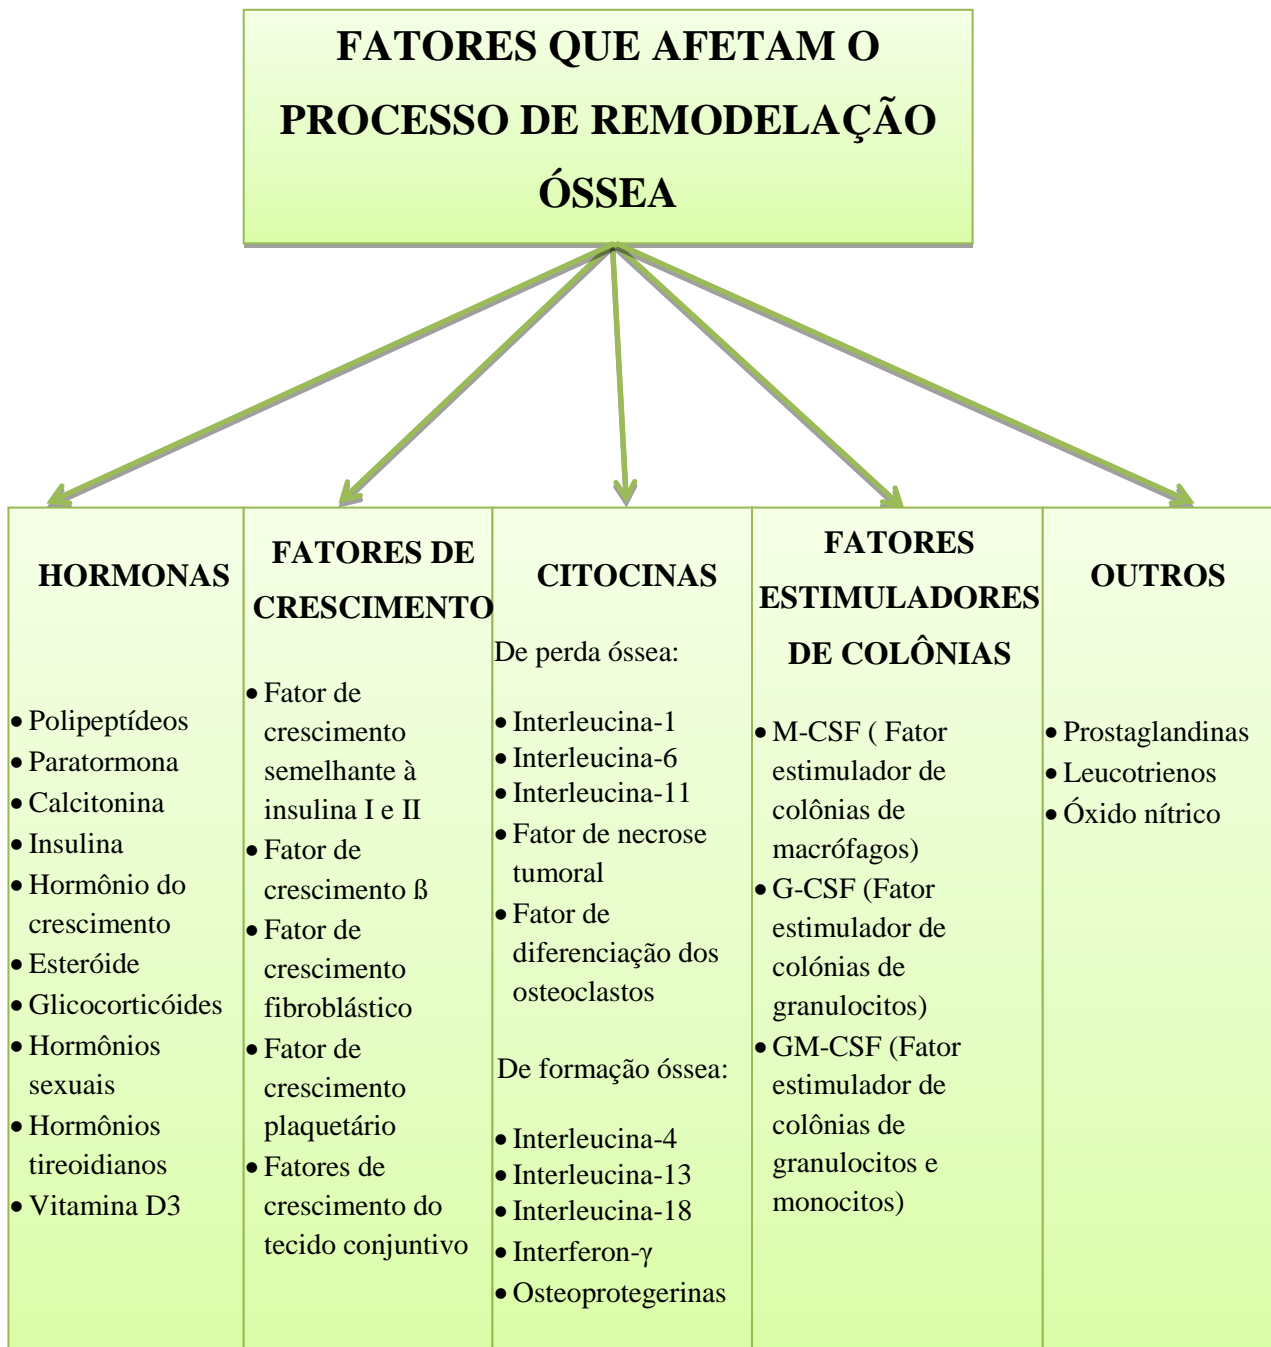 FATORES QUE AFETAM O
PROCESSO DE REMODELAÇÃO
ÓSSEA
HORMONAS
• Polipeptídeos
• Paratormona
• Calcitonina
• Insulina
• Hormônio do
crescimento
• Esteróide
• Glicocorticóides
• Hormônios
sexuais
• Hormônios
tireoidianos
• Vitamina D3
FATORES DE
CRESCIMENTO
• Fator de
crescimento
semelhante à
insulina I e II
• Fator de
crescimento ß
• Fator de
crescimento
fibroblástico
• Fator de
crescimento
plaquetário
• Fatores de
crescimento do
tecido conjuntivo
CITOCINAS
De perda óssea:
• Interleucina-1
• Interleucina-6
• Interleucina-11
• Fator de necrose
tumoral
• Fator de
diferenciação dos
osteoclastos
De formação óssea:
• Interleucina-4
• Interleucina-13
• Interleucina-18
• Interferon-γ
• Osteoprotegerinas
FATORES
ESTIMULADORES
DE COLÔNIAS
• M-CSF ( Fator
estimulador de
colônias de
macrófagos)
• G-CSF (Fator
estimulador de
colónias de
granulocitos)
• GM-CSF (Fator
estimulador de
colônias de
granulocitos e
monocitos)
OUTROS
• Prostaglandinas
• Leucotrienos
• Óxido nítrico